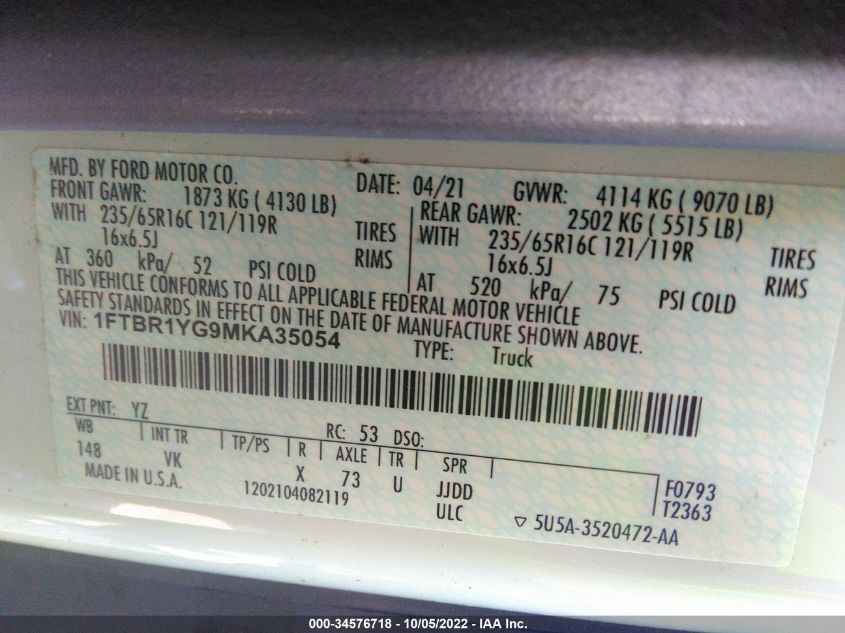 MFD. BY FORD MOTOR CO.
DATE: 04/21 GVWR: 4114 KG ( 9070 LB)
FRONT GAWR: 1873 KG ( 4130 LB)
WITH 235/65R16C 121/119R TIRES
16x6.5J RIMS
AT 360 kPa/ 52 PSI COLD
REAR GAWR: 2502 KG ( 5515 LB)
WITH 235/65R16C 121/119R TIRES
16x6.5J RIMS
AT 520 kPa/ 75 PSI COLD
THIS VEHICLE CONFORMS TO ALL APPLICABLE FEDERAL MOTOR VEHICLE
SAFETY STANDARDS IN EFFECT ON THE DATE OF MANUFACTURE SHOWN ABOVE.
VIN: 1FTBR1YG9MKA35054
TYPE: Truck
EXT PNT: YZ RC: 53 DSO:
WB INT TR TP/PS R AXLE TR SPR
148 VK X 73 U JJDD F0793
MADE IN U.S.A. 1202104082119 ULC T2363
▽ 5U5A-3520472-AA
000-34576718 - 10/05/2022 - IAA Inc.